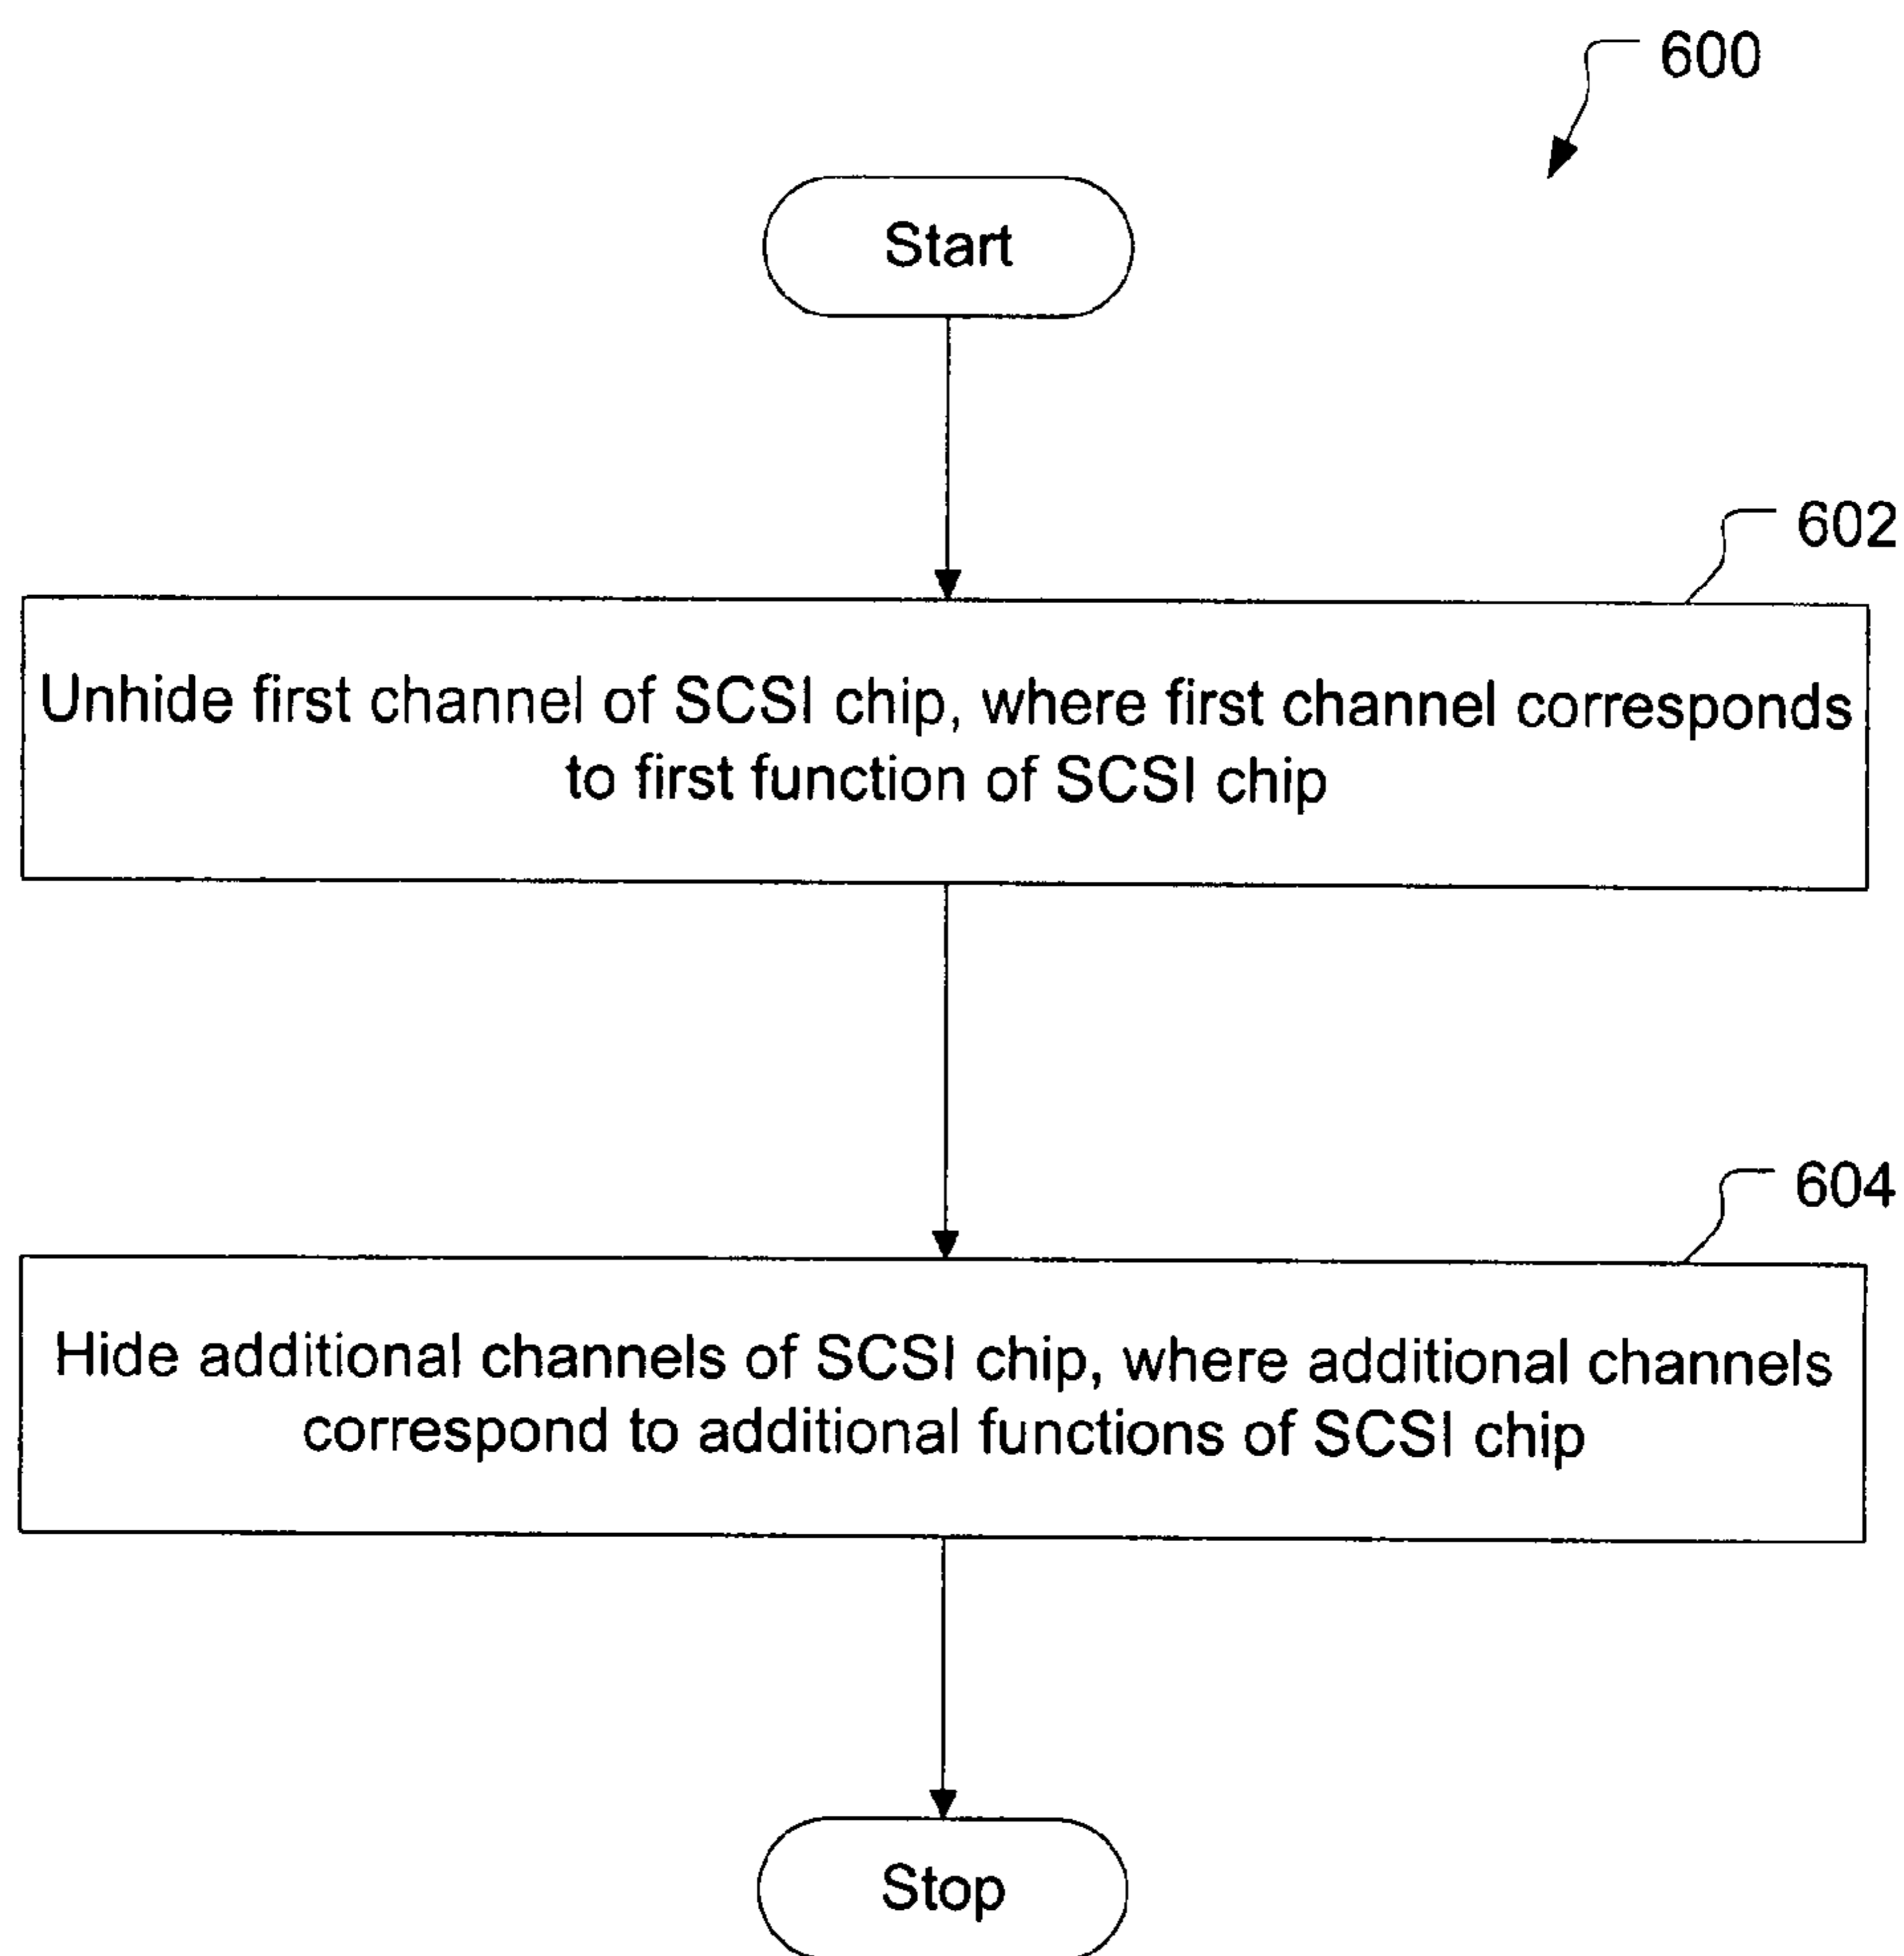 600
Start
602
Unhide first channel of SCSI chip, where first channel corresponds
to first function of SCSI chip
604
Hide additional channels of SCSI chip, where additional channels
correspond to additional functions of SCSI chip
Stop